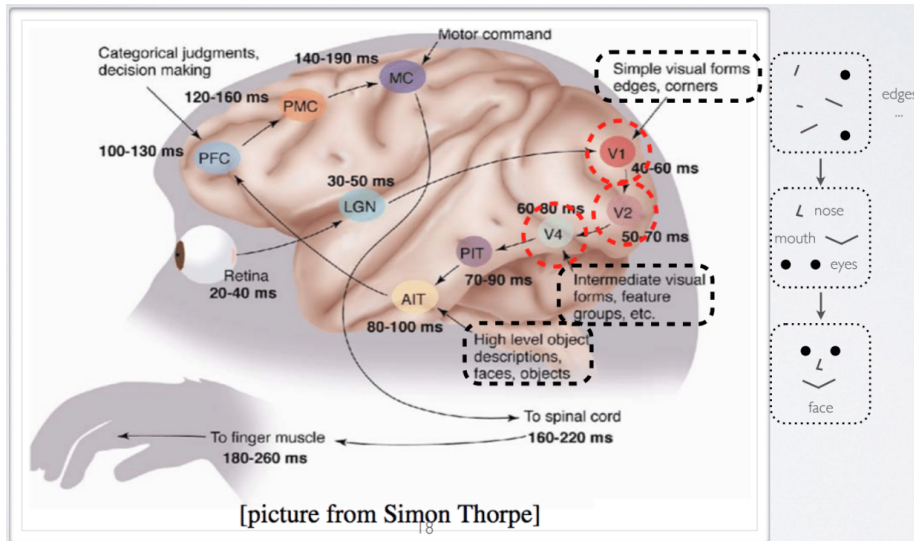 Motor command
Categorical judgments,
decision making
140-190 ms
MC
Simple visual forms
edges, corners
120-160 ms
PMC
100-130 ms
PFC
30-50 ms
LGN
V1
40-60 ms
V2
50-70 ms
60-80 ms
V4
PIT
70-90 ms
Retina
20-40 ms
AIT
80-100 ms
Intermediate visual
forms, feature
groups, etc.
High level object
descriptions,
faces, objects
To spinal cord
160-220 ms
To finger muscle
180-260 ms
[picture from Simon Thorpe]
18
edges
...
nose
mouth
eyes
face